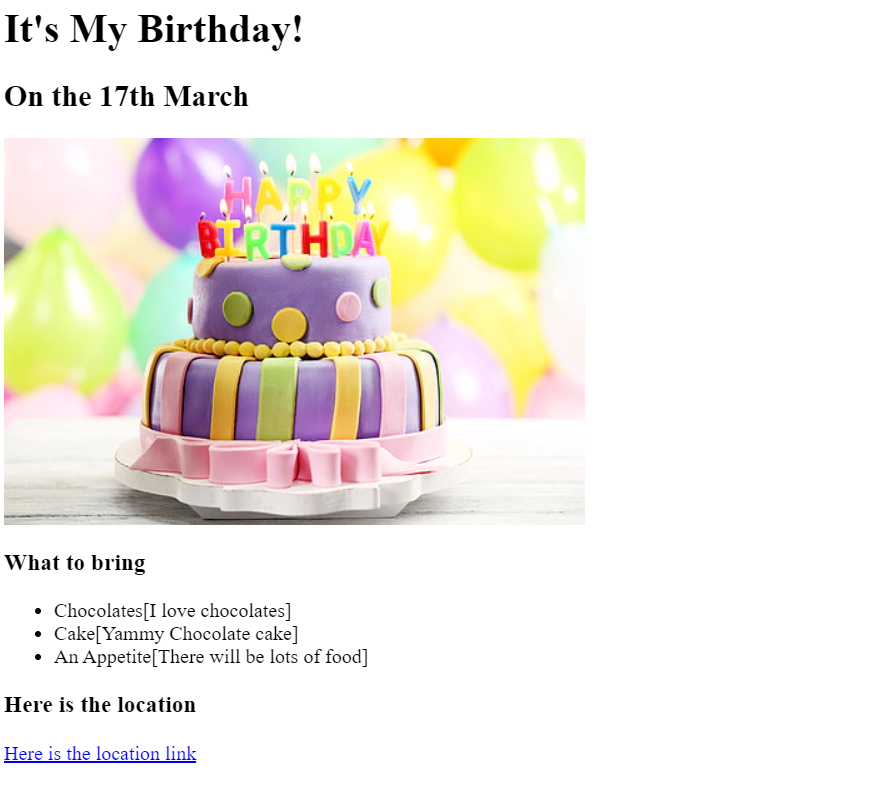 It's My Birthday!
On the 17th March
HAPPY
BIRTHDAY
What to bring
Chocolates[I love chocolates]
Cake[Yammy Chocolate cake]
An Appetite[There will be lots of food]
Here is the location
Here is the location link